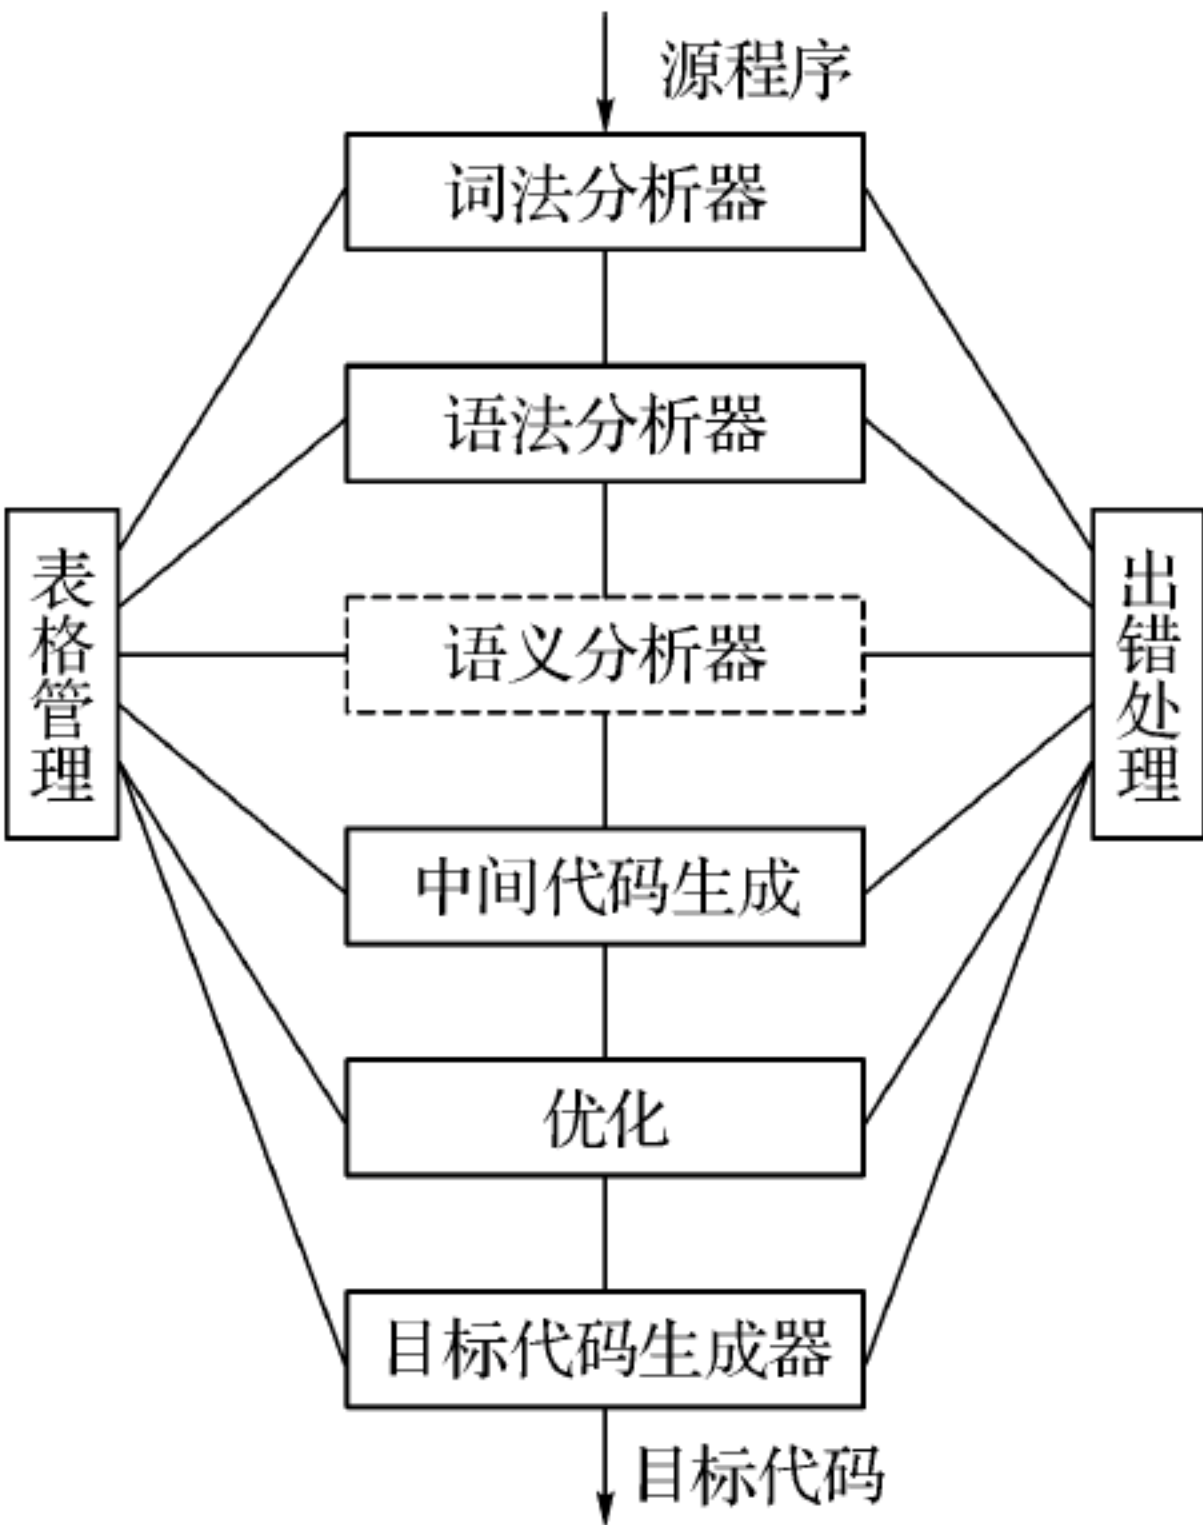 源程序
词法分析器
语法分析器
表格管理
语义分析器
出错处理
中间代码生成
优化
目标代码生成器
目标代码